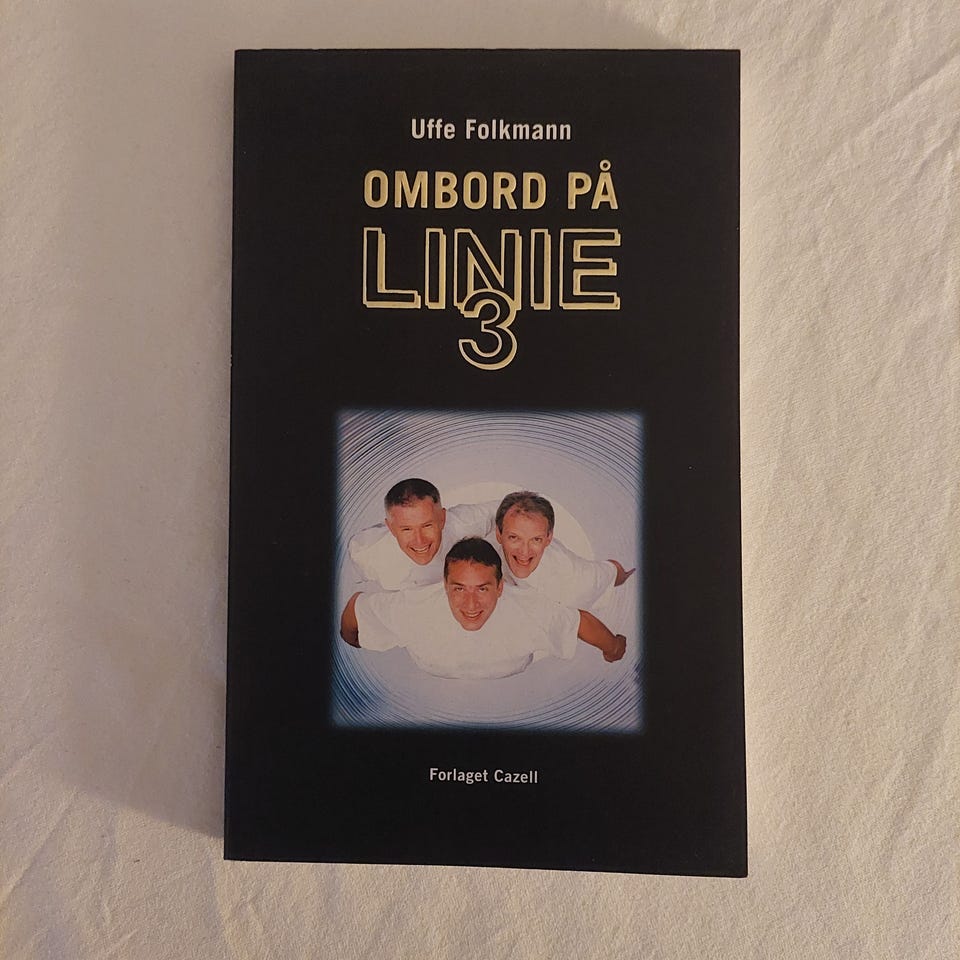 Uffe Folkmann
OMBORD PÅ
LINIE
3
Forlaget Cazell